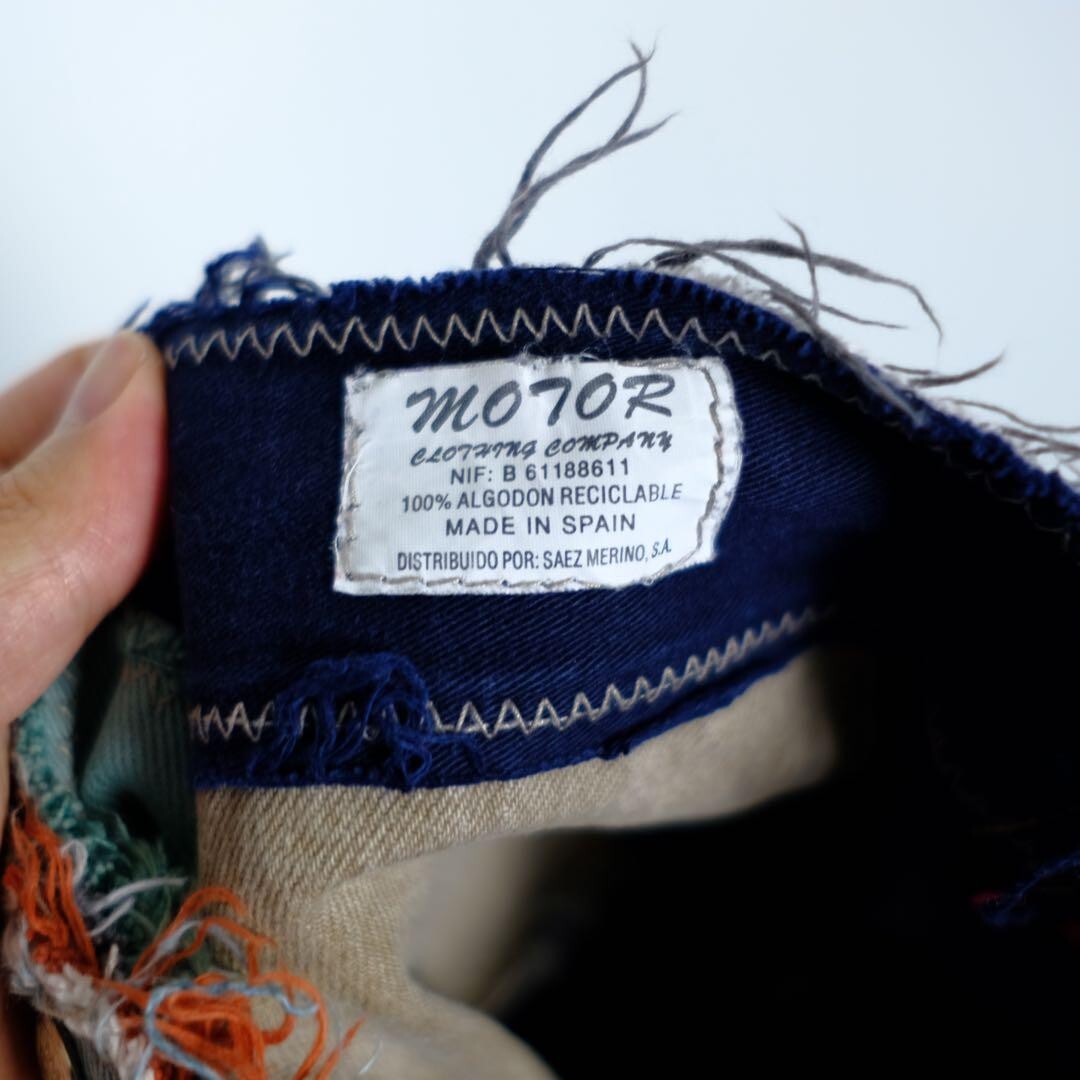 MOTOR
CLOTHING COMPANY
NIF: B 61188611
100% ALGODON RECICLABLE
MADE IN SPAIN
DISTRIBUIDO POR: SAEZ MERINO, S.A.